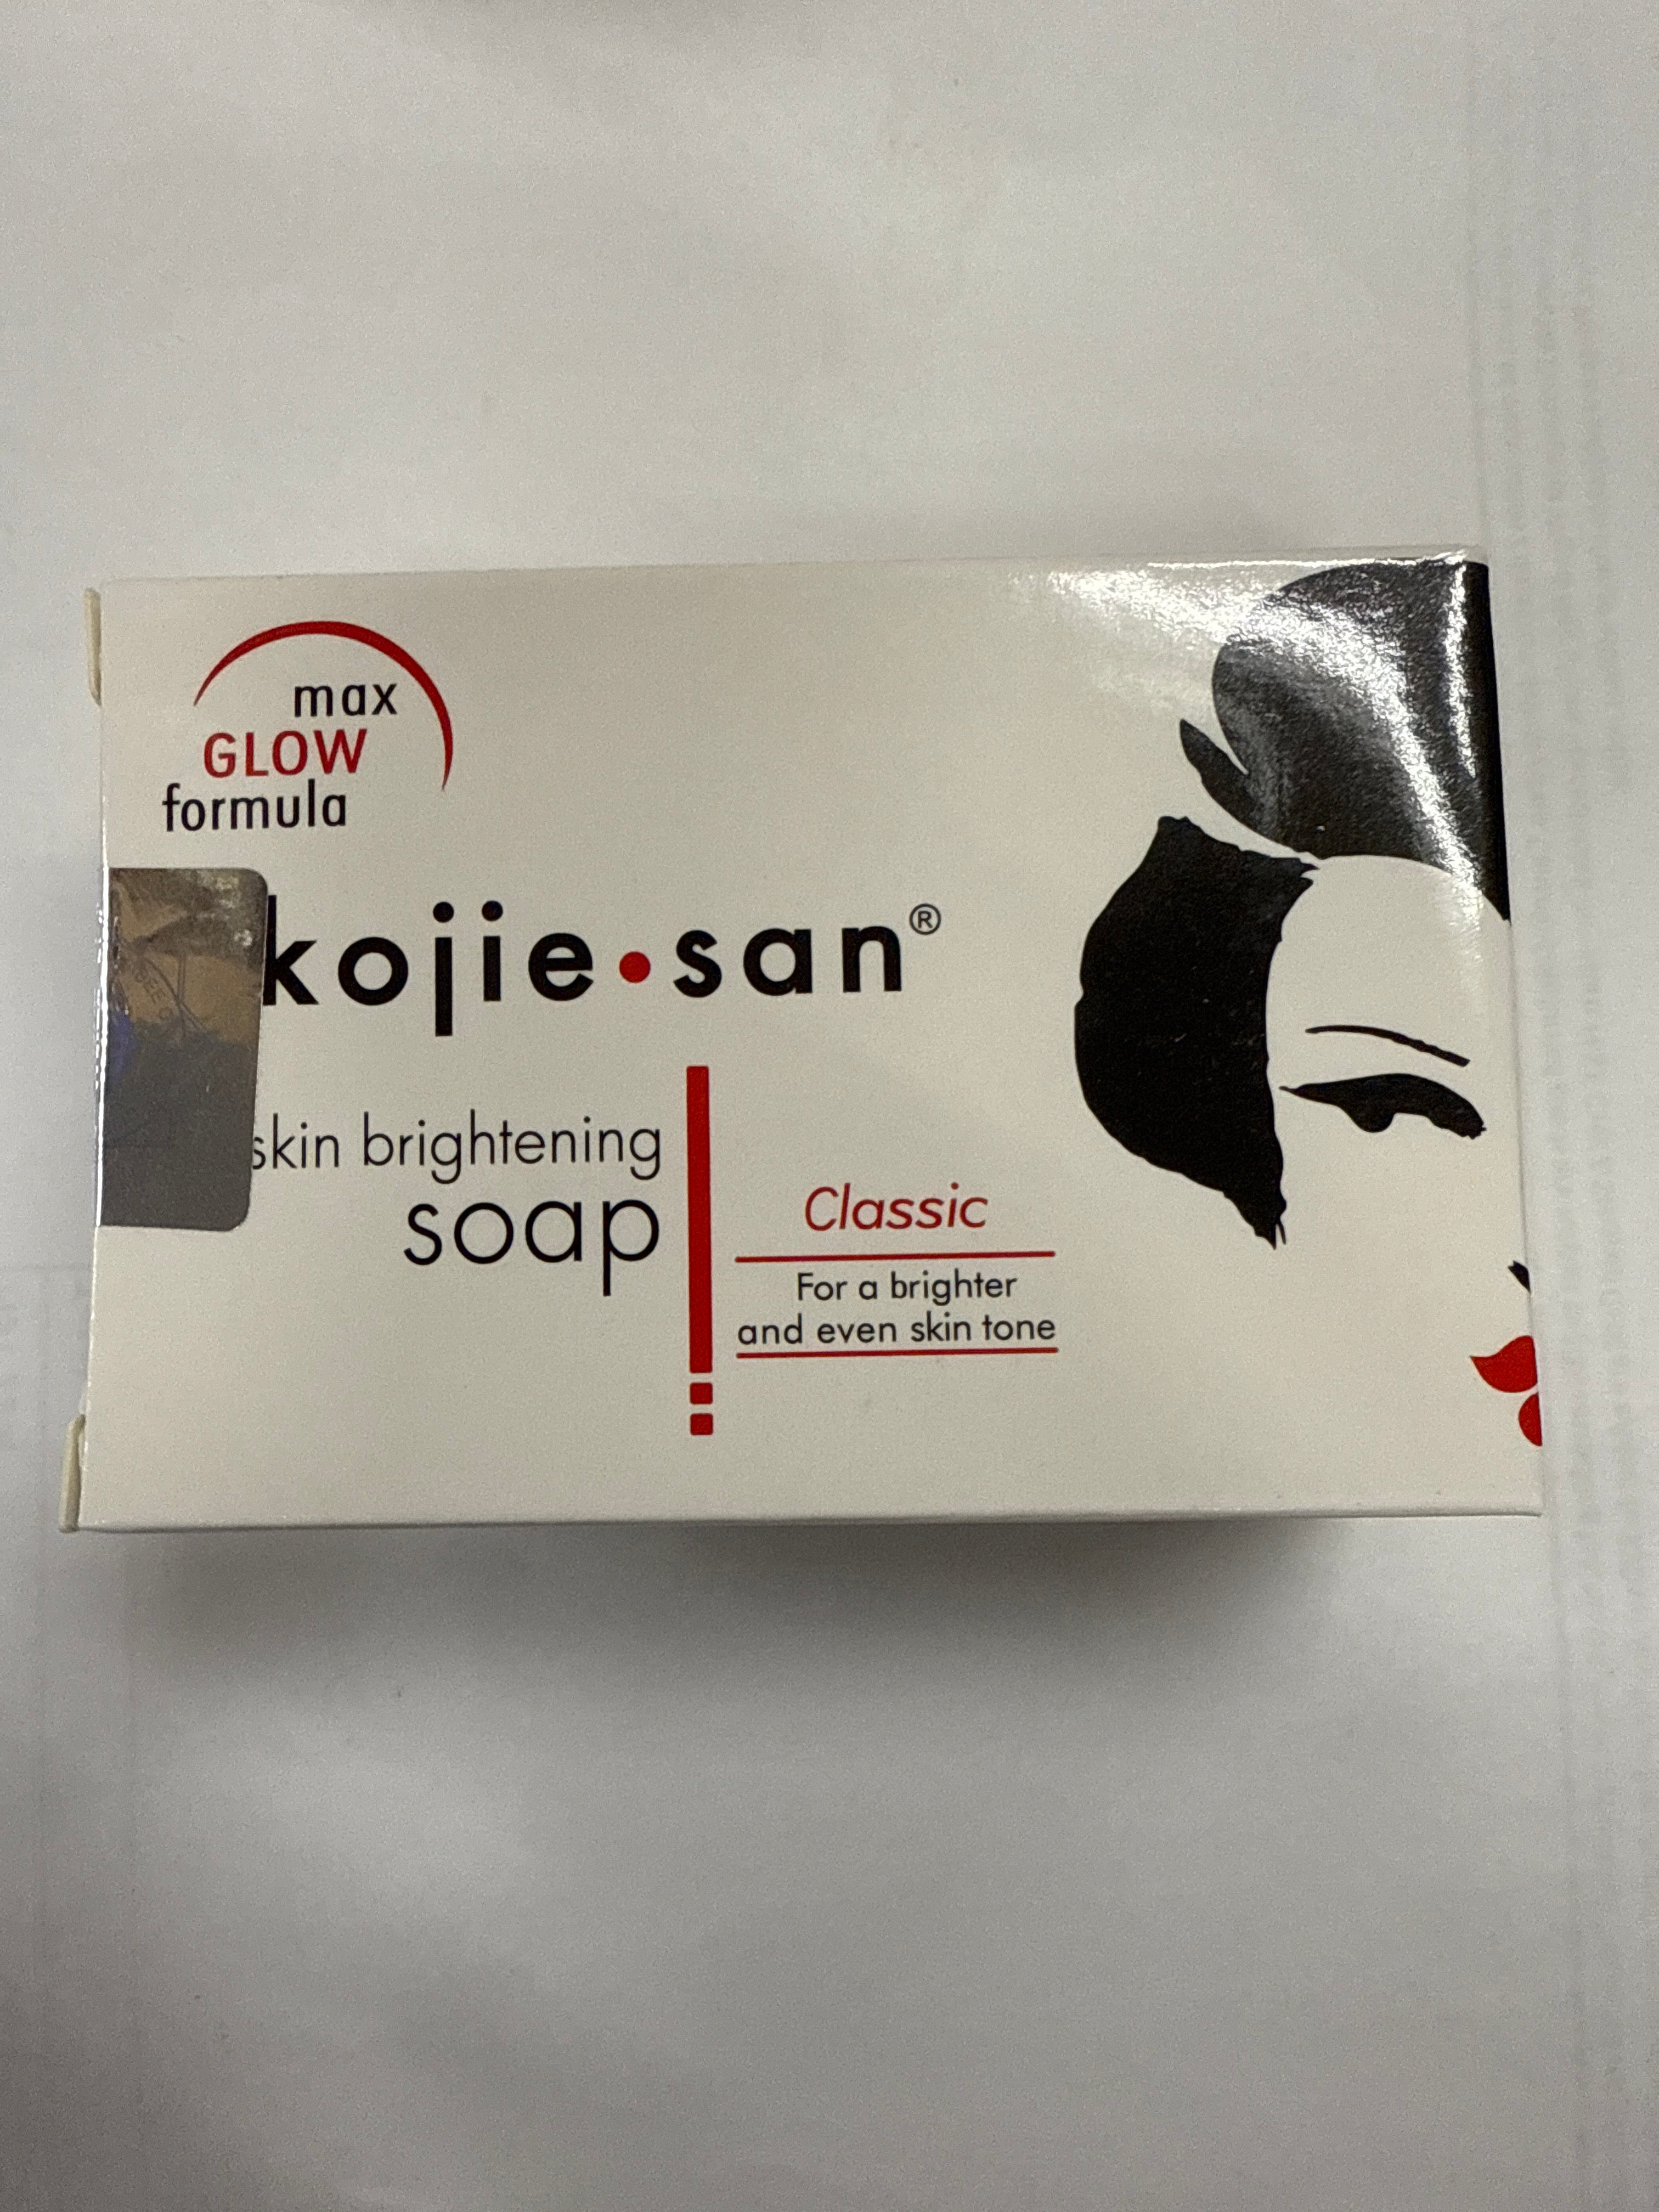 max
GLOW
formula
kojie•san®
skin brightening
soap
Classic
For a brighter
and even skin tone